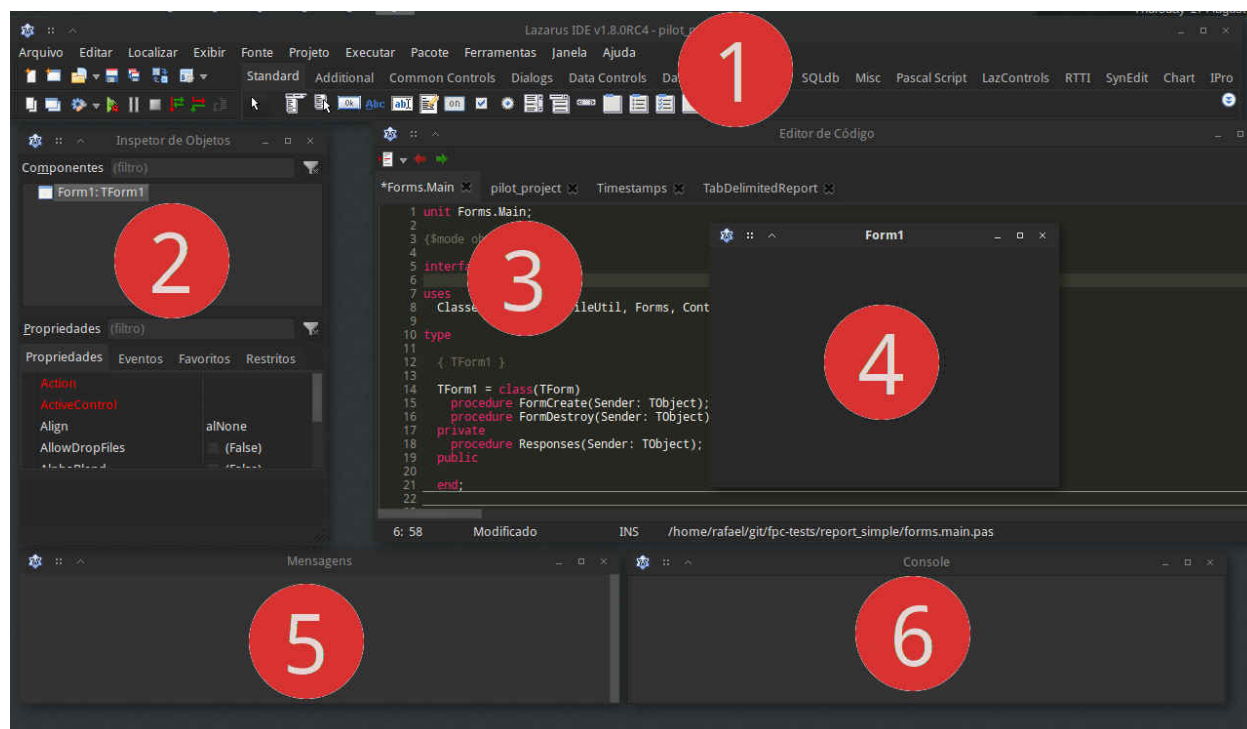 Lazarus IDE v1.8.0RC4 - pilot_
Arquivo Editar Localizar Exibir Fonte Projeto Executar Pacote Ferramentas Janela Ajuda
Standard Additional Common Controls Dialogs Data Controls SQLdb Misc Pascal Script LazControls RTTI SynEdit Chart IPro
1
Inspetor de Objetos
Componentes (filtro)
Form1: TForm1
2
Propriedades (filtro)
Propriedades Eventos Favoritos Restritos
Action
ActiveControl
Align alNone
AllowDropFiles (False)
AlphaBlend (False)
Editor de Código
*Forms.Main pilot_project Timestamps TabDelimitedReport
1 unit Forms.Main;
2
3 {$mode
4
5 interfa
6
7 uses
8 Classe ileUtil, Forms, Cont
9
10 type
11
12 { TForm1 }
13
14 TForm1 = class(TForm)
15 procedure FormCreate(Sender: TObject);
16 procedure FormDestroy(Sender: TObject)
17 private
18 procedure Responses(Sender: TObject);
19 public
20
21 end;
22
3
Form1
4
6: 58 Modificado INS /home/rafael/git/fpc-tests/report_simple/forms.main.pas
Mensagens
5
Console
6